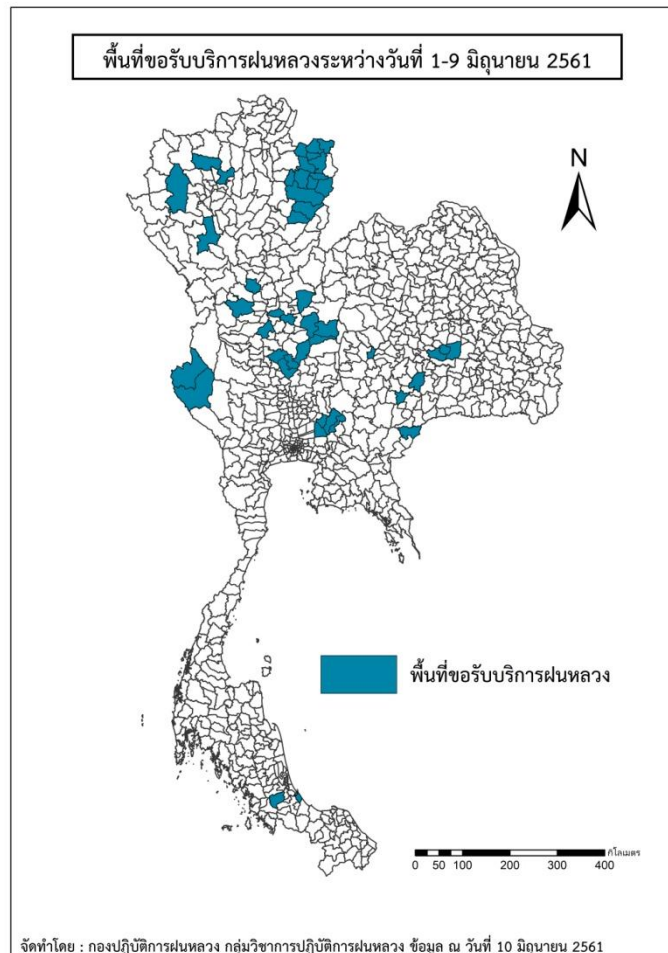 พื้นที่ขอรับบริการฝนหลวงระหว่างวันที่ 1-9 มิถุนายน 2561
N
พื้นที่ขอรับบริการฝนหลวง
กิโลเมตร
0 50 100 200 300 400
จัดทำโดย : กองปฏิบัติการฝนหลวง กลุ่มวิชาการปฏิบัติการฝนหลวง ข้อมูล ณ วันที่ 10 มิถุนายน 2561